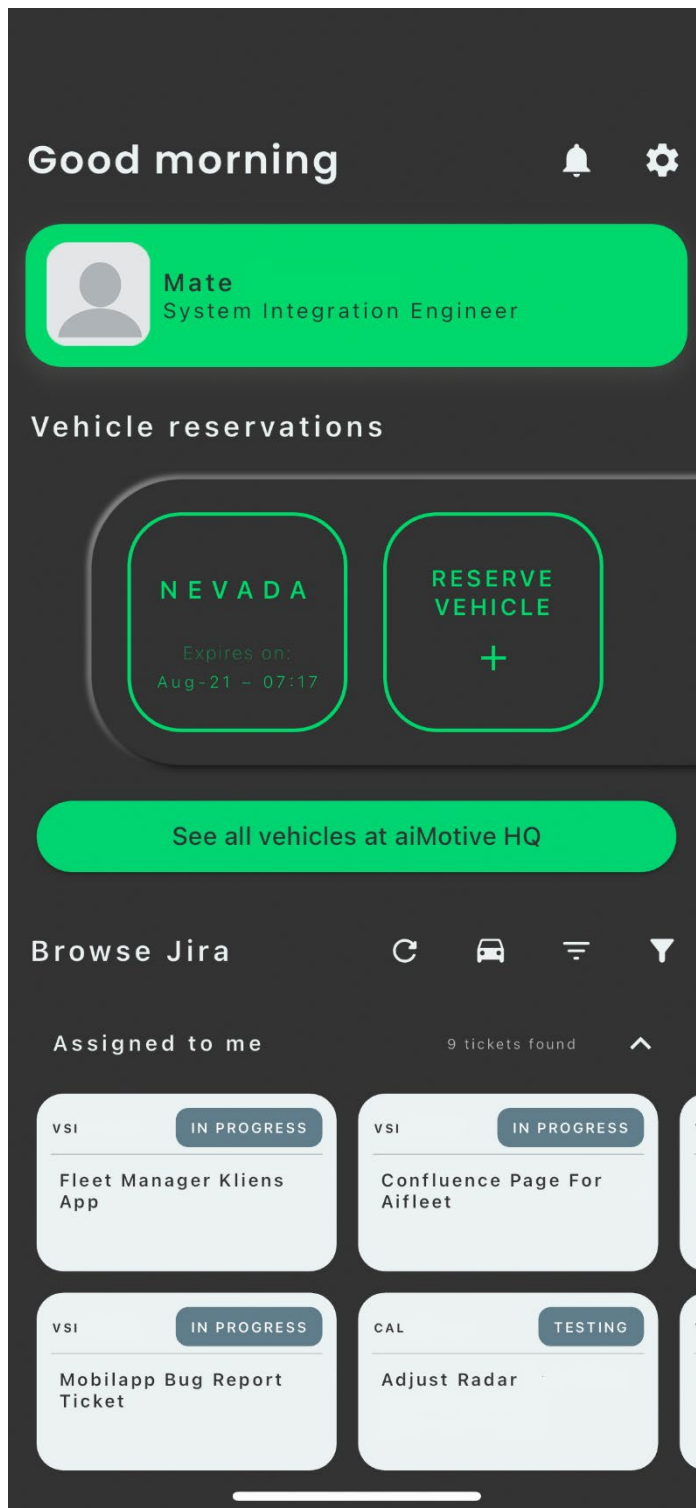 Good morning
Mate
System Integration Engineer
Vehicle reservations
NEVADA
Expires on:
Aug-21 – 07:17
RESERVE
VEHICLE
+
See all vehicles at aiMotive HQ
Browse Jira
Assigned to me
9 tickets found
VSI
IN PROGRESS
Fleet Manager Kliens
App
VSI
IN PROGRESS
Confluence Page For
Aifleet
VSI
IN PROGRESS
Mobilapp Bug Report
Ticket
CAL
TESTING
Adjust Radar